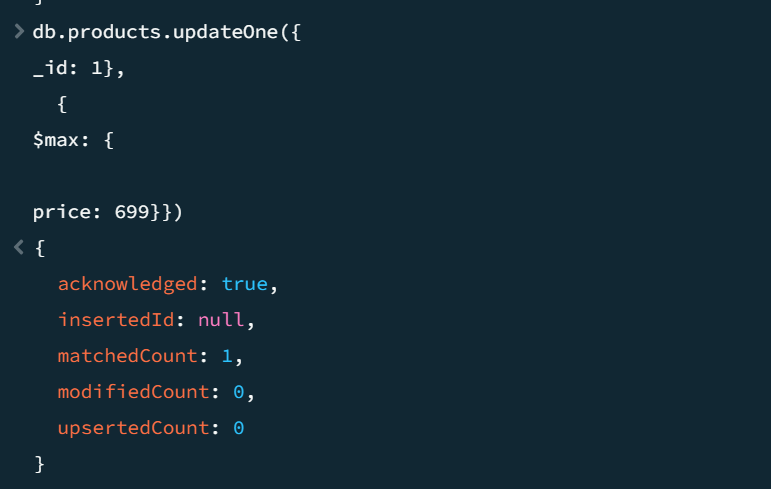 > db.products.updateOne({
_id: 1},
{
$max: {
price: 699}})
< {
acknowledged: true,
insertedId: null,
matchedCount: 1,
modifiedCount: 0,
upsertedCount: 0
}